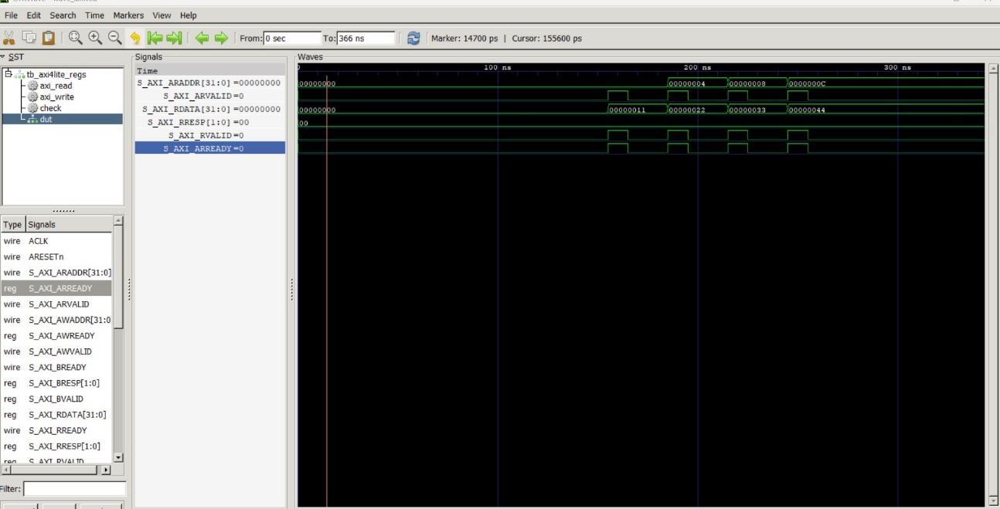 File Edit Search Time Markers View Help
From: 0 sec To: 366 ns Marker: 14700 ps | Cursor: 155600 ps
SST
tb_axi4lite_regs
axi_read
axi_write
check
dut
Type Signals
wire ACLK
wire ARESETn
wire S_AXI_ARADDR[31:0]
reg S_AXI_ARREADY
wire S_AXI_ARVALID
wire S_AXI_AWADDR[31:0
reg S_AXI_AWREADY
wire S_AXI_AWVALID
wire S_AXI_BREADY
reg S_AXI_BRESP[1:0]
reg S_AXI_BVALID
reg S_AXI_RDATA[31:0]
wire S_AXI_RREADY
reg S_AXI_RRESP[1:0]
reg S_AXI_RVALID
Filter:
Signals
Time
S_AXI_ARADDR[31:0] =00000000
S_AXI_ARVALID =0
S_AXI_RDATA[31:0] =00000000
S_AXI_RRESP[1:0] =00
S_AXI_RVALID =0
S_AXI_ARREADY =0
Waves
0 100 ns 200 ns 300 ns
00000000 00000004 00000008 0000000C
00000000 00000011 00000022 00000033 00000044
00